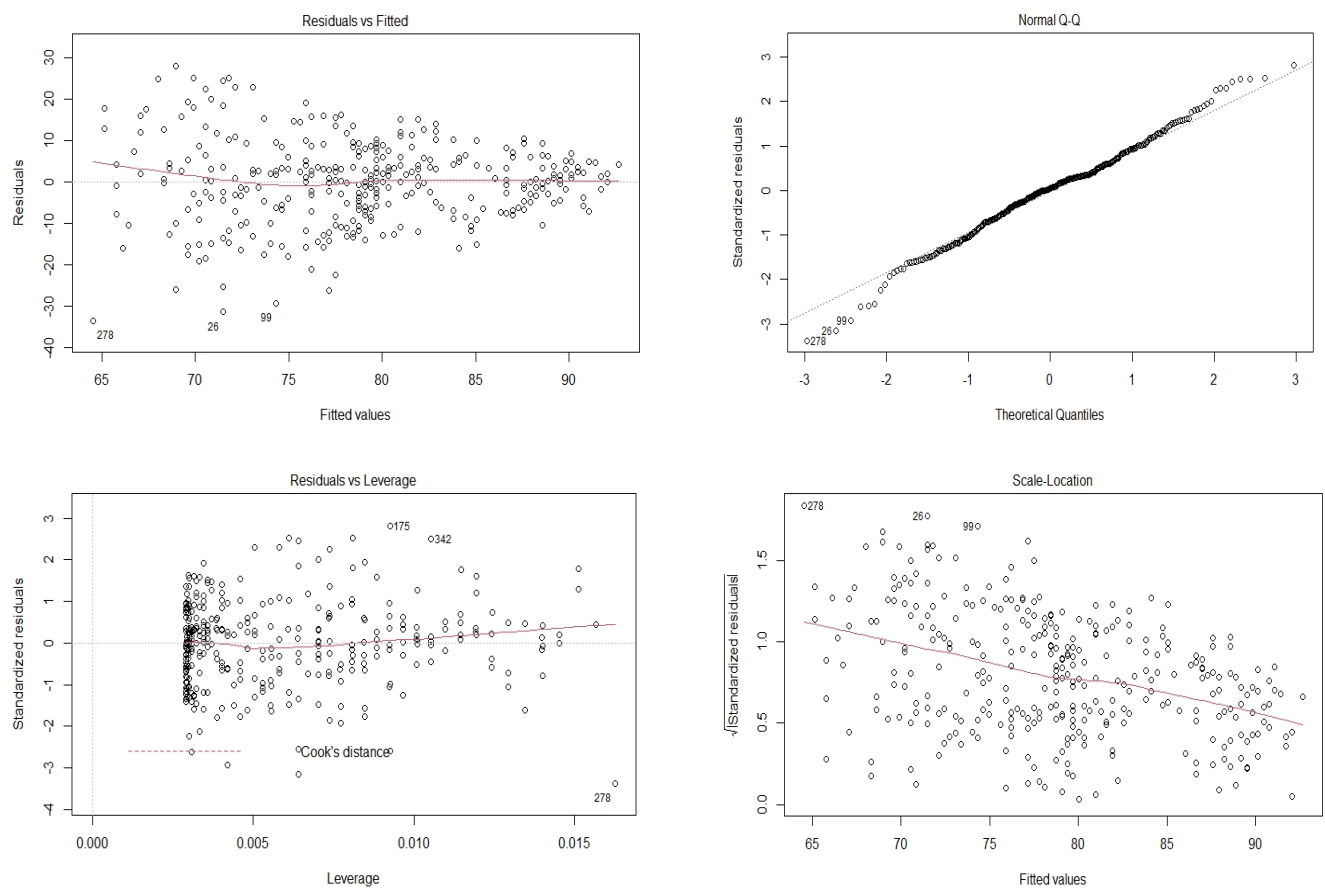 Residuals vs Fitted
Residuals
30
20
10
0
-10
-20
-30
-40
278
26
99
65 70 75 80 85 90
Fitted values
Normal Q-Q
Standardized residuals
3
2
1
0
-1
-2
-3
99
26
278
-3 -2 -1 0 1 2 3
Theoretical Quantiles
Residuals vs Leverage
Standardized residuals
3
2
1
0
-1
-2
-3
-4
175
342
Cook's distance
278
0.000 0.005 0.010 0.015
Leverage
Scale-Location
√|Standardized residuals|
1.5
1.0
0.5
0.0
278
26
99
65 70 75 80 85 90
Fitted values